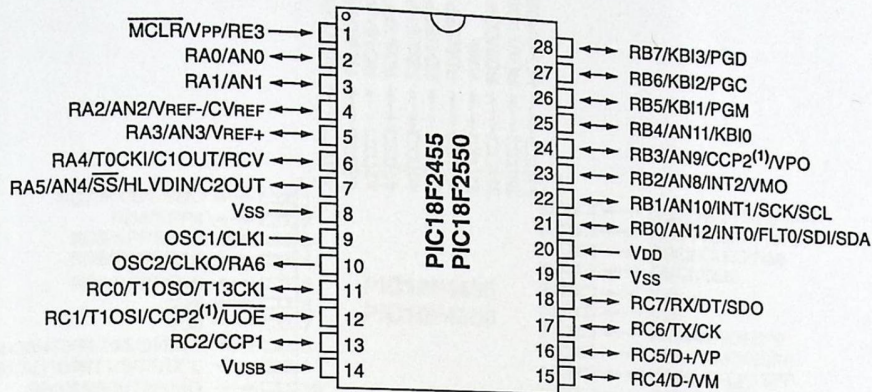 MCLR/VPP/RE3
RA0/AN0
RA1/AN1
RA2/AN2/VREF-/CVREF
RA3/AN3/VREF+
RA4/T0CKI/C1OUT/RCV
RA5/AN4/SS/HLVDIN/C2OUT
VSS
OSC1/CLKI
OSC2/CLKO/RA6
RC0/T1OSO/T13CKI
RC1/T1OSI/CCP2(1)/UOE
RC2/CCP1
VUSB
1
2
3
4
5
6
7
8
9
10
11
12
13
14
PIC18F2455
PIC18F2550
28
27
26
25
24
23
22
21
20
19
18
17
16
15
RB7/KBI3/PGD
RB6/KBI2/PGC
RB5/KBI1/PGM
RB4/AN11/KBI0
RB3/AN9/CCP2(1)/VPO
RB2/AN8/INT2/VMO
RB1/AN10/INT1/SCK/SCL
RB0/AN12/INT0/FLT0/SDI/SDA
VDD
VSS
RC7/RX/DT/SDO
RC6/TX/CK
RC5/D+/VP
RC4/D-/VM